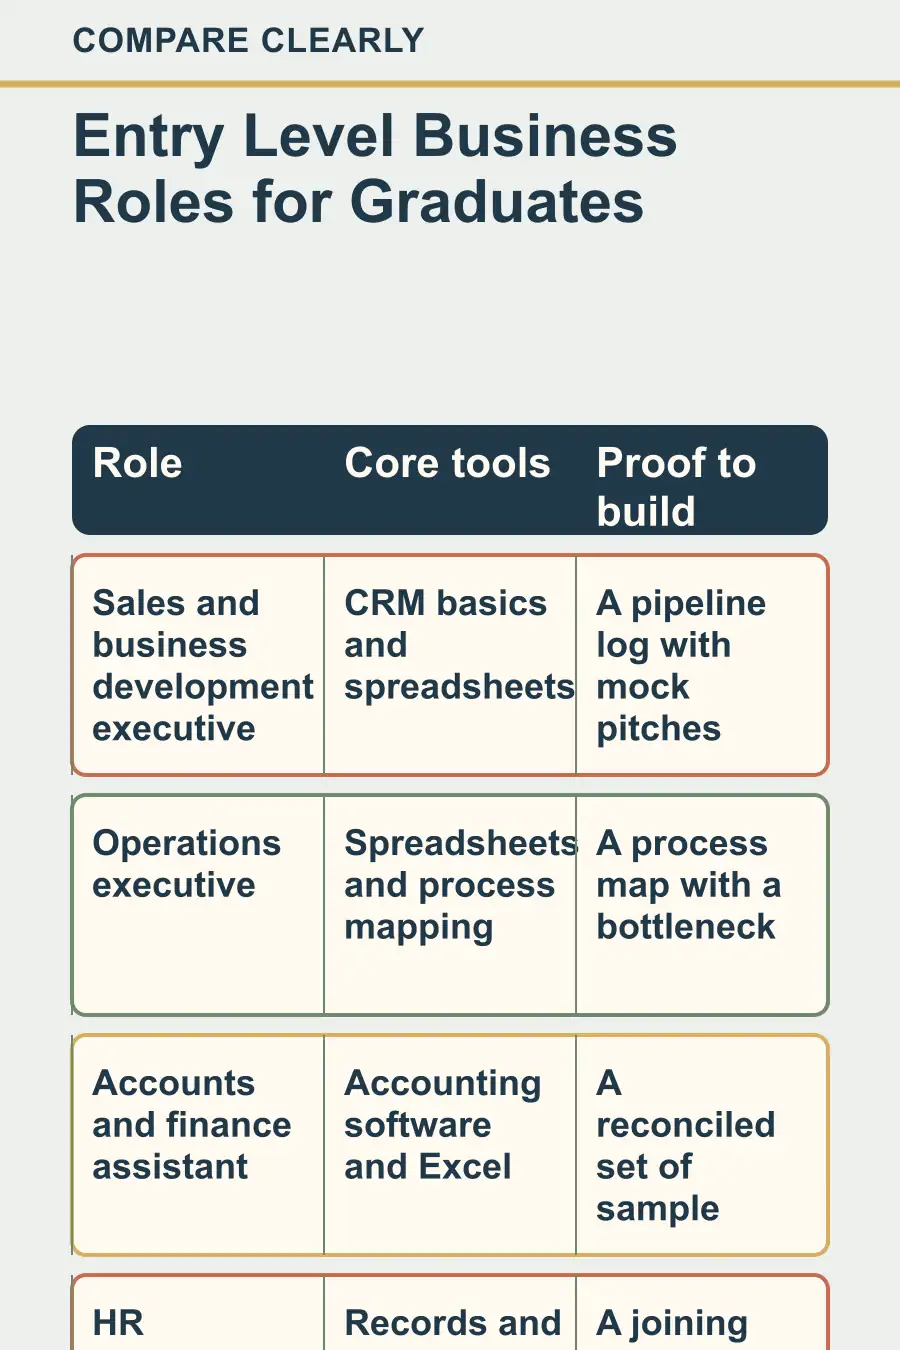 COMPARE CLEARLY
Entry Level Business
Roles for Graduates
Role
Core tools
Proof to
build
Sales and
business
development
executive
CRM basics
and
spreadsheets
A pipeline
log with
mock
pitches
Operations
executive
Spreadsheets
and process
mapping
A process
map with a
bottleneck
Accounts
and finance
assistant
Accounting
software
and Excel
A
reconciled
set of
sample
HR
Records and
A joining